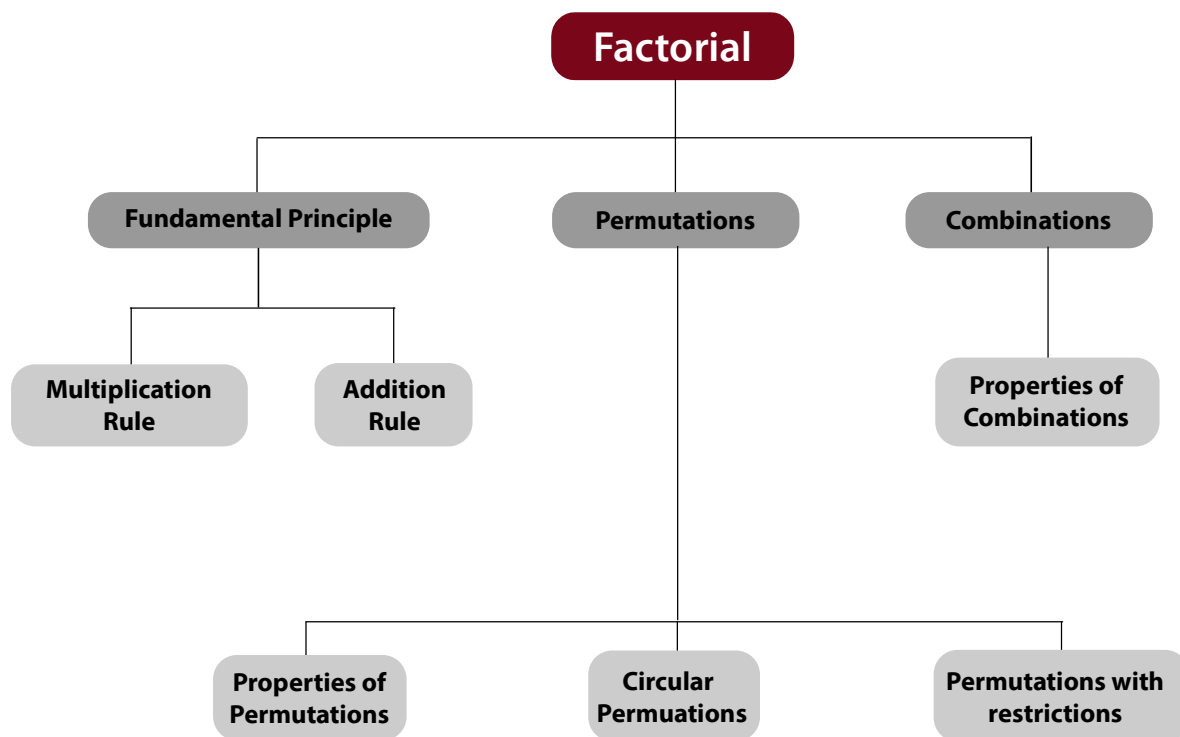 Factorial
Fundamental Principle
Permutations
Combinations
Multiplication
Rule
Addition
Rule
Properties of
Combinations
Properties of
Permutations
Circular
Permuations
Permutations with
restrictions